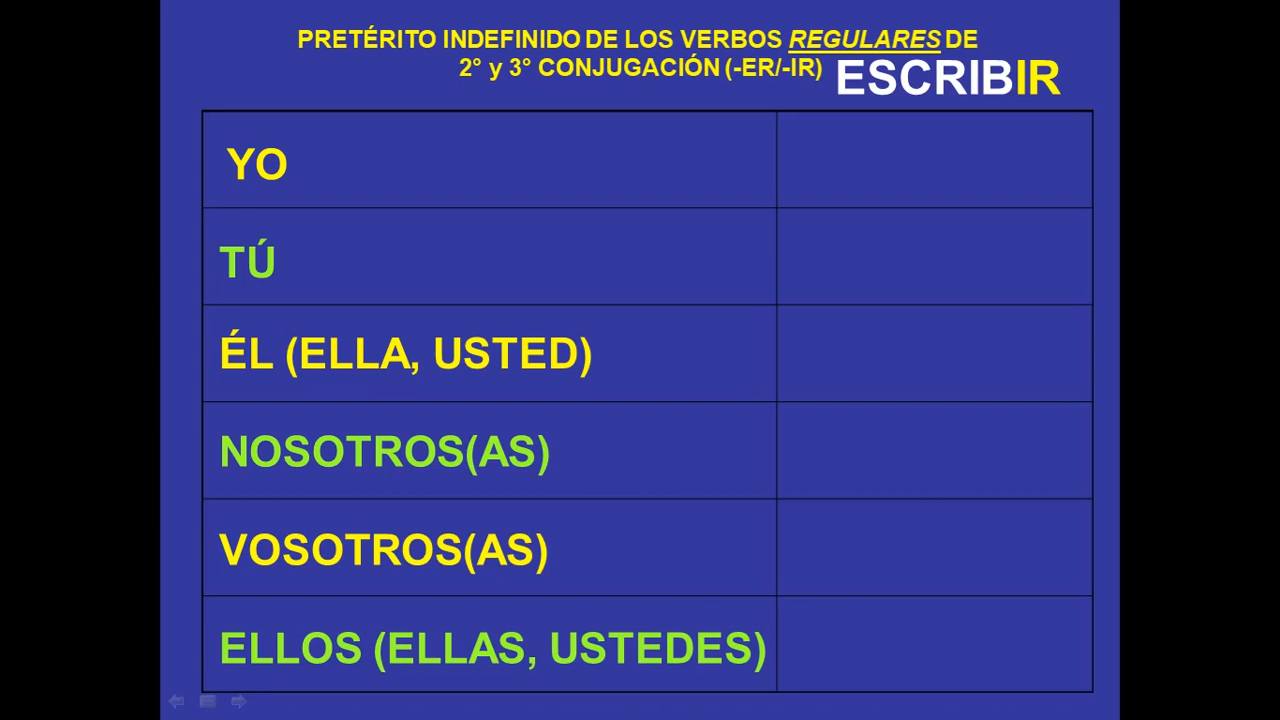 PRETÉRITO INDEFINIDO DE LOS VERBOS REGULARES DE
2° y 3° CONJUGACIÓN (-ER/-IR)
ESCRIBIR
YO
TÚ
ÉL (ELLA, USTED)
NOSOTROS(AS)
VOSOTROS(AS)
ELLOS (ELLAS, USTEDES)